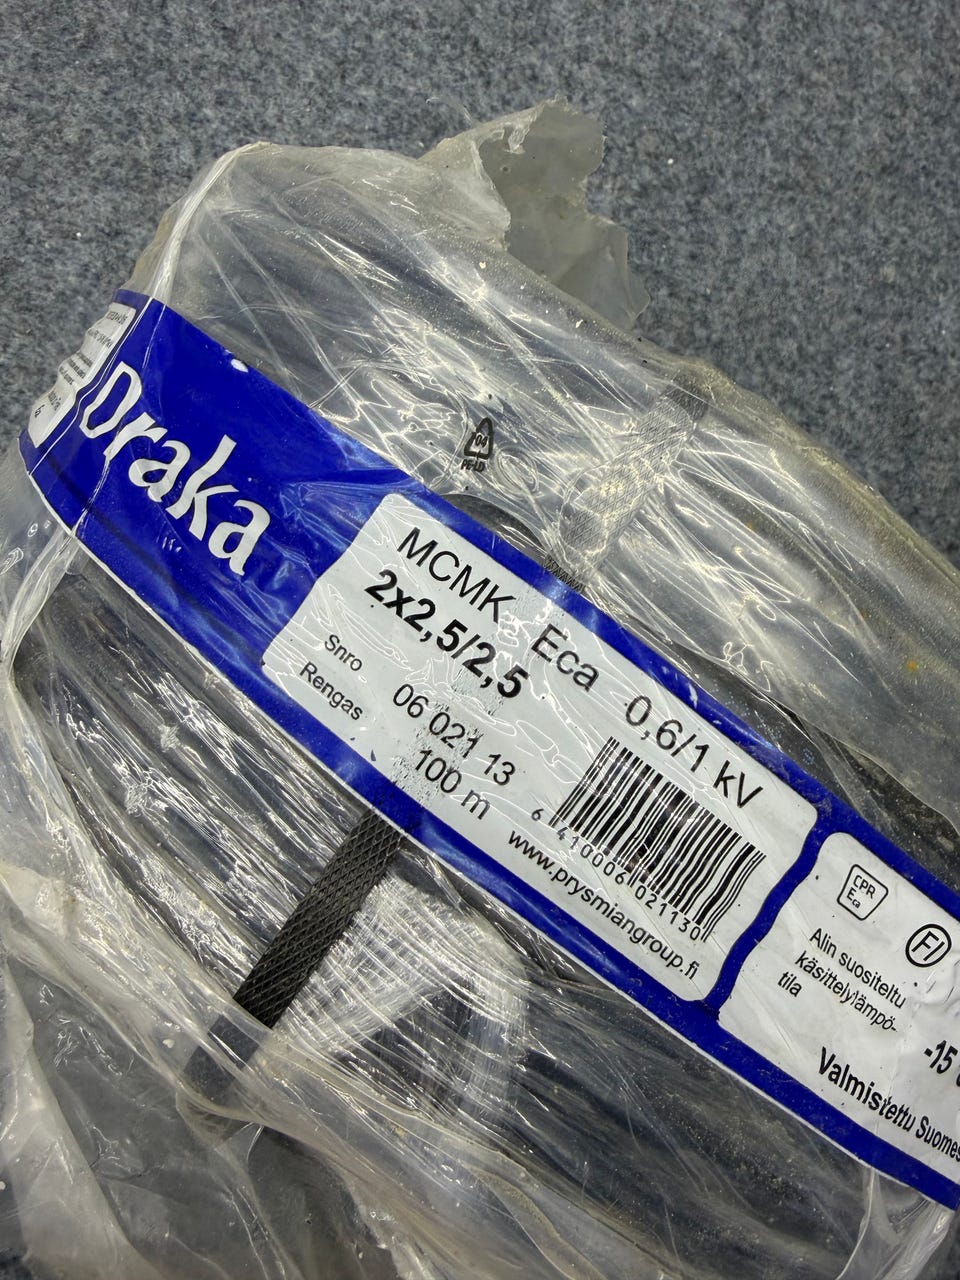 04
PE-LD
Draka
MCMK Eca 0,6/1 kV
2x2,5/2,5
Snro 06 021 13
Rengas 100 m
6 410006 021130
www.prysmiangroup.fi
CPR
Eca
FI
Alin suositeltu
käsittelylämpö-
tila
-15
Valmistettu